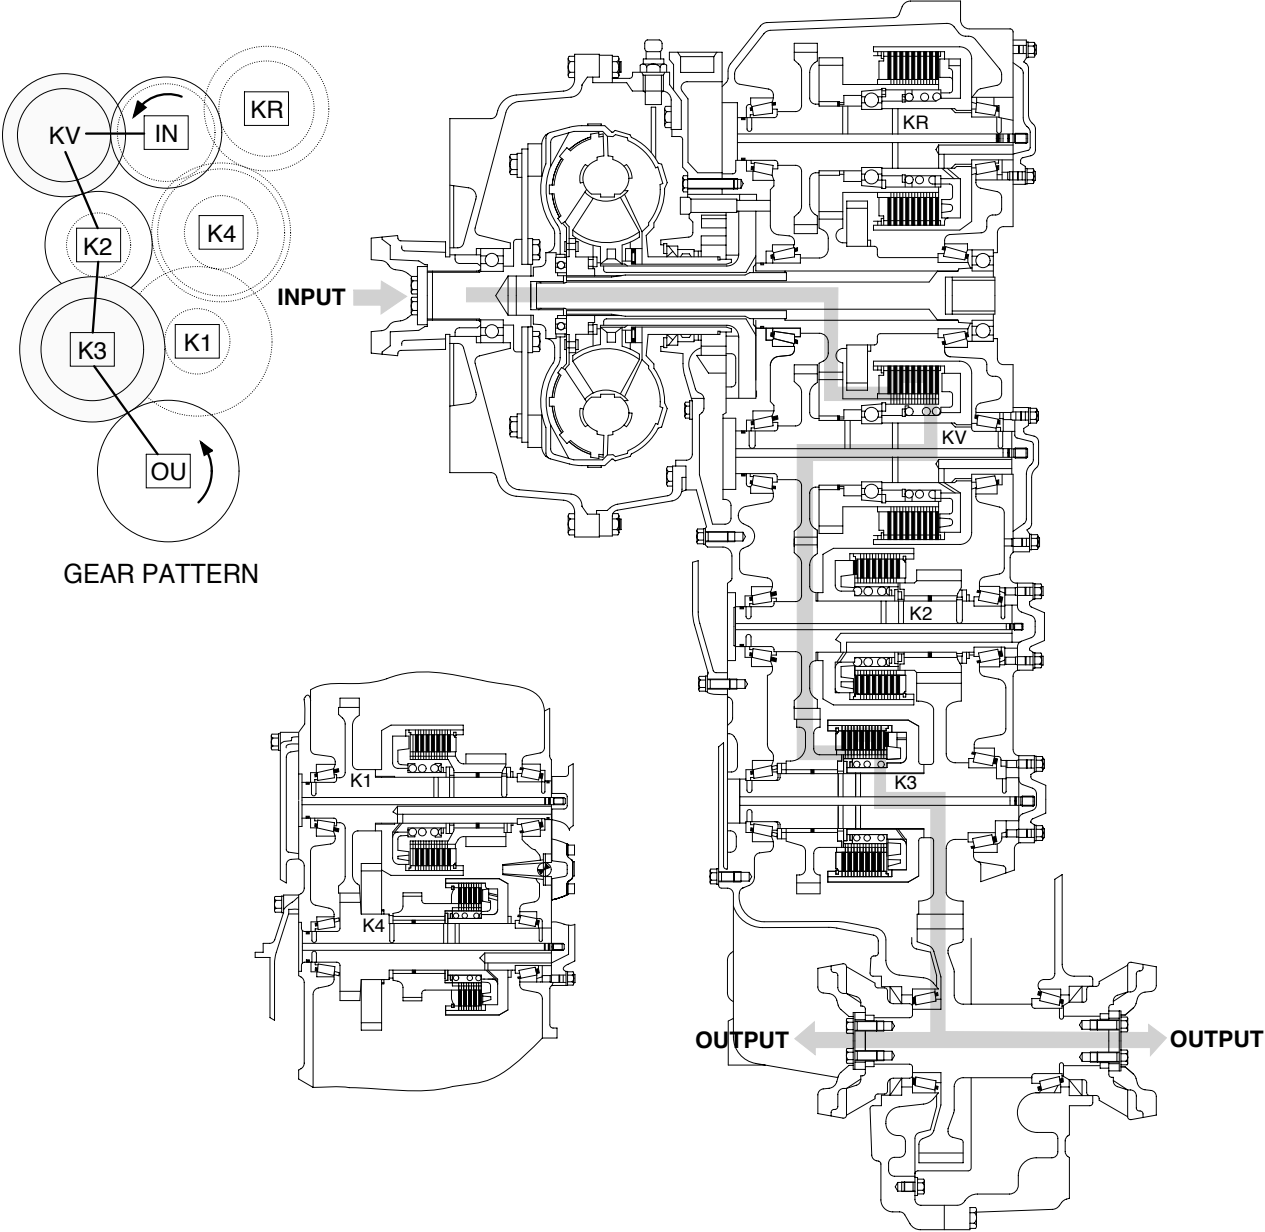 KV
IN
KR
K2
K4
K3
K1
OU
GEAR PATTERN
INPUT
KR
KV
K2
K3
K1
K4
OUTPUT
OUTPUT